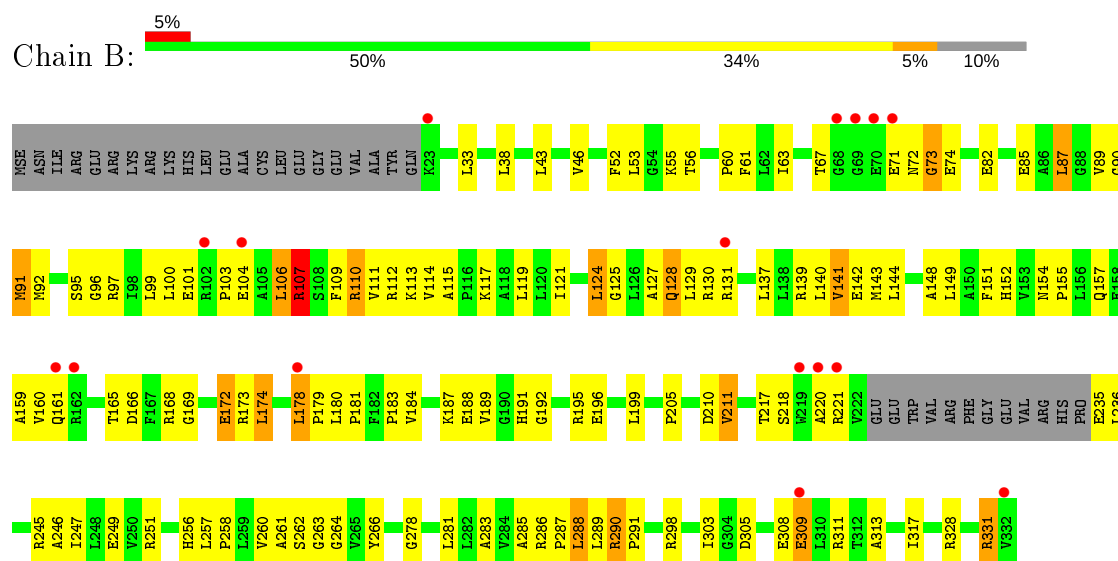 5%
Chain B:
50% 34% 5% 10%
MSE ASN ILE ARG GLU ARG LYS ARG LYS HIS LEU GLU ALA CYS LEU GLU GLY GLU VAL ALA TYR GLN K23 L33 L38 L43 V46 F52 L53 G54 K55 T56 P60 F61 L62 I63 T67 G68 G69 E70 E71 N72 G73 E74 E82 E85 A86 L87 G88 V89
M91 M92 S95 G96 R97 I98 L99 L100 E101 R102 P103 E104 A105 L106 R107 S108 F109 R110 V111 R112 K113 V114 A115 P116 K117 A118 L119 L120 I121 L124 G125 L126 A127 Q128 L129 R130 R131 L137 L138 R139 L140 V141 E142 M143 L144 A148 L149 A150 F151 H152 V153 N154 P155 L156 Q157
A159 V160 Q161 R162 T165 D166 F167 R168 G169 E172 R173 L174 L178 P179 L180 P181 F182 P183 V184 K187 E188 V189 G190 H191 G192 R195 E196 L199 P205 D210 V211 T217 S218 W219 A220 R221 V222 GLU GLU TRP VAL ARG PHE GLY GLU VAL ARG HIS PRO E235
R245 A246 I247 L248 E249 V250 R251 H256 L257 P258 L259 V260 A261 S262 G263 G264 V265 Y266 G278 L281 L282 A283 V284 A285 R286 P287 L288 L289 R290 P291 R298 I303 G304 D305 E308 E309 L310 R311 T312 A313 I317 R328 R331 V332